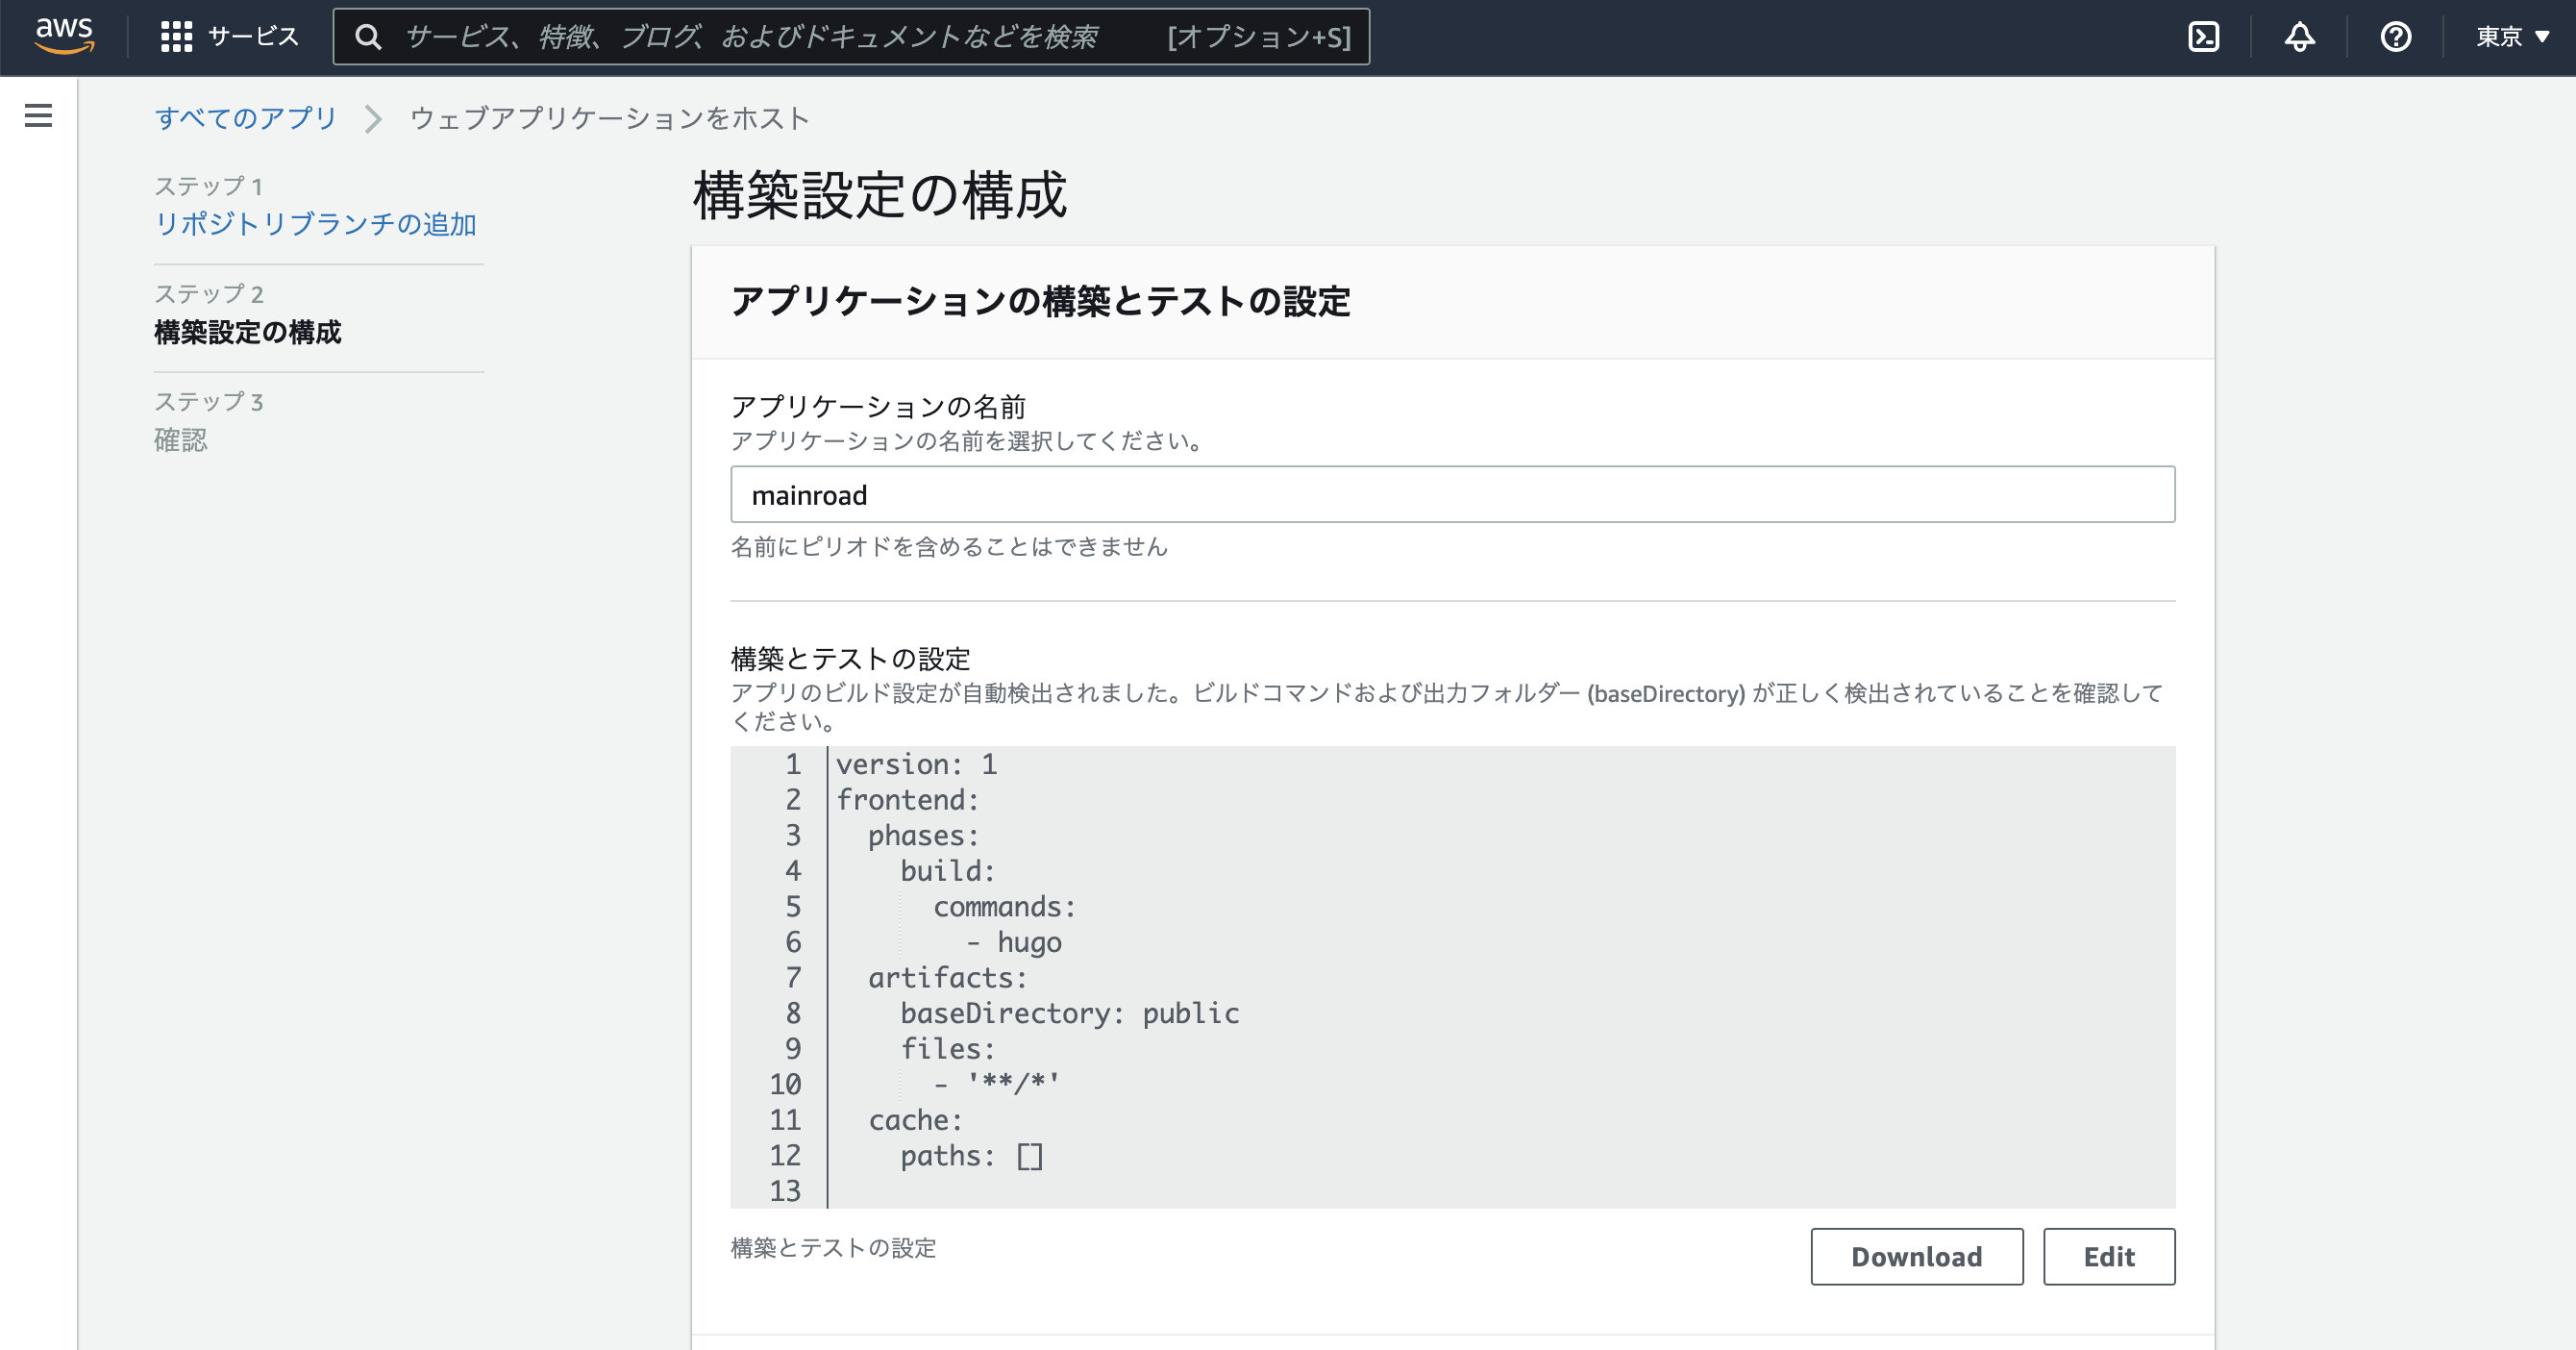 aws サービス サービス、特徴、ブログ、およびドキュメントなどを検索 [オプション+S] 東京
すべてのアプリ ウェブアプリケーションをホスト
ステップ 1
リポジトリブランチの追加
ステップ 2
構築設定の構成
ステップ 3
確認
構築設定の構成
アプリケーションの構築とテストの設定
アプリケーションの名前
アプリケーションの名前を選択してください。
mainroad
名前にピリオドを含めることはできません
構築とテストの設定
アプリのビルド設定が自動検出されました。ビルドコマンドおよび出力フォルダー (baseDirectory) が正しく検出されていることを確認して
ください。
1 version: 1
2 frontend:
3   phases:
4     build:
5       commands:
6         - hugo
7   artifacts:
8     baseDirectory: public
9     files:
10       - '**/*'
11   cache:
12     paths: []
13
構築とテストの設定
Download Edit